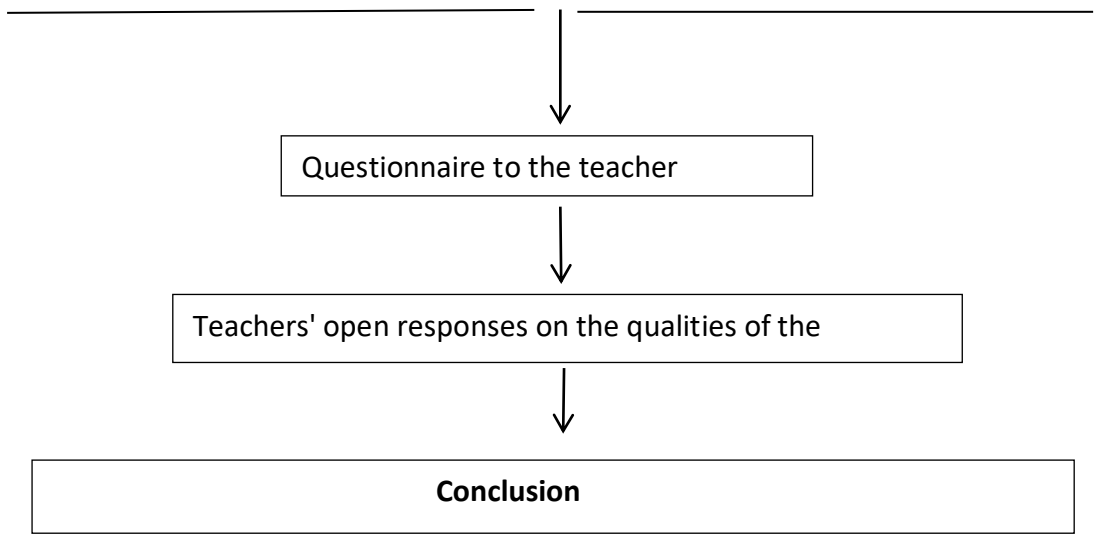 Questionnaire to the teacher
Teachers' open responses on the qualities of the
Conclusion